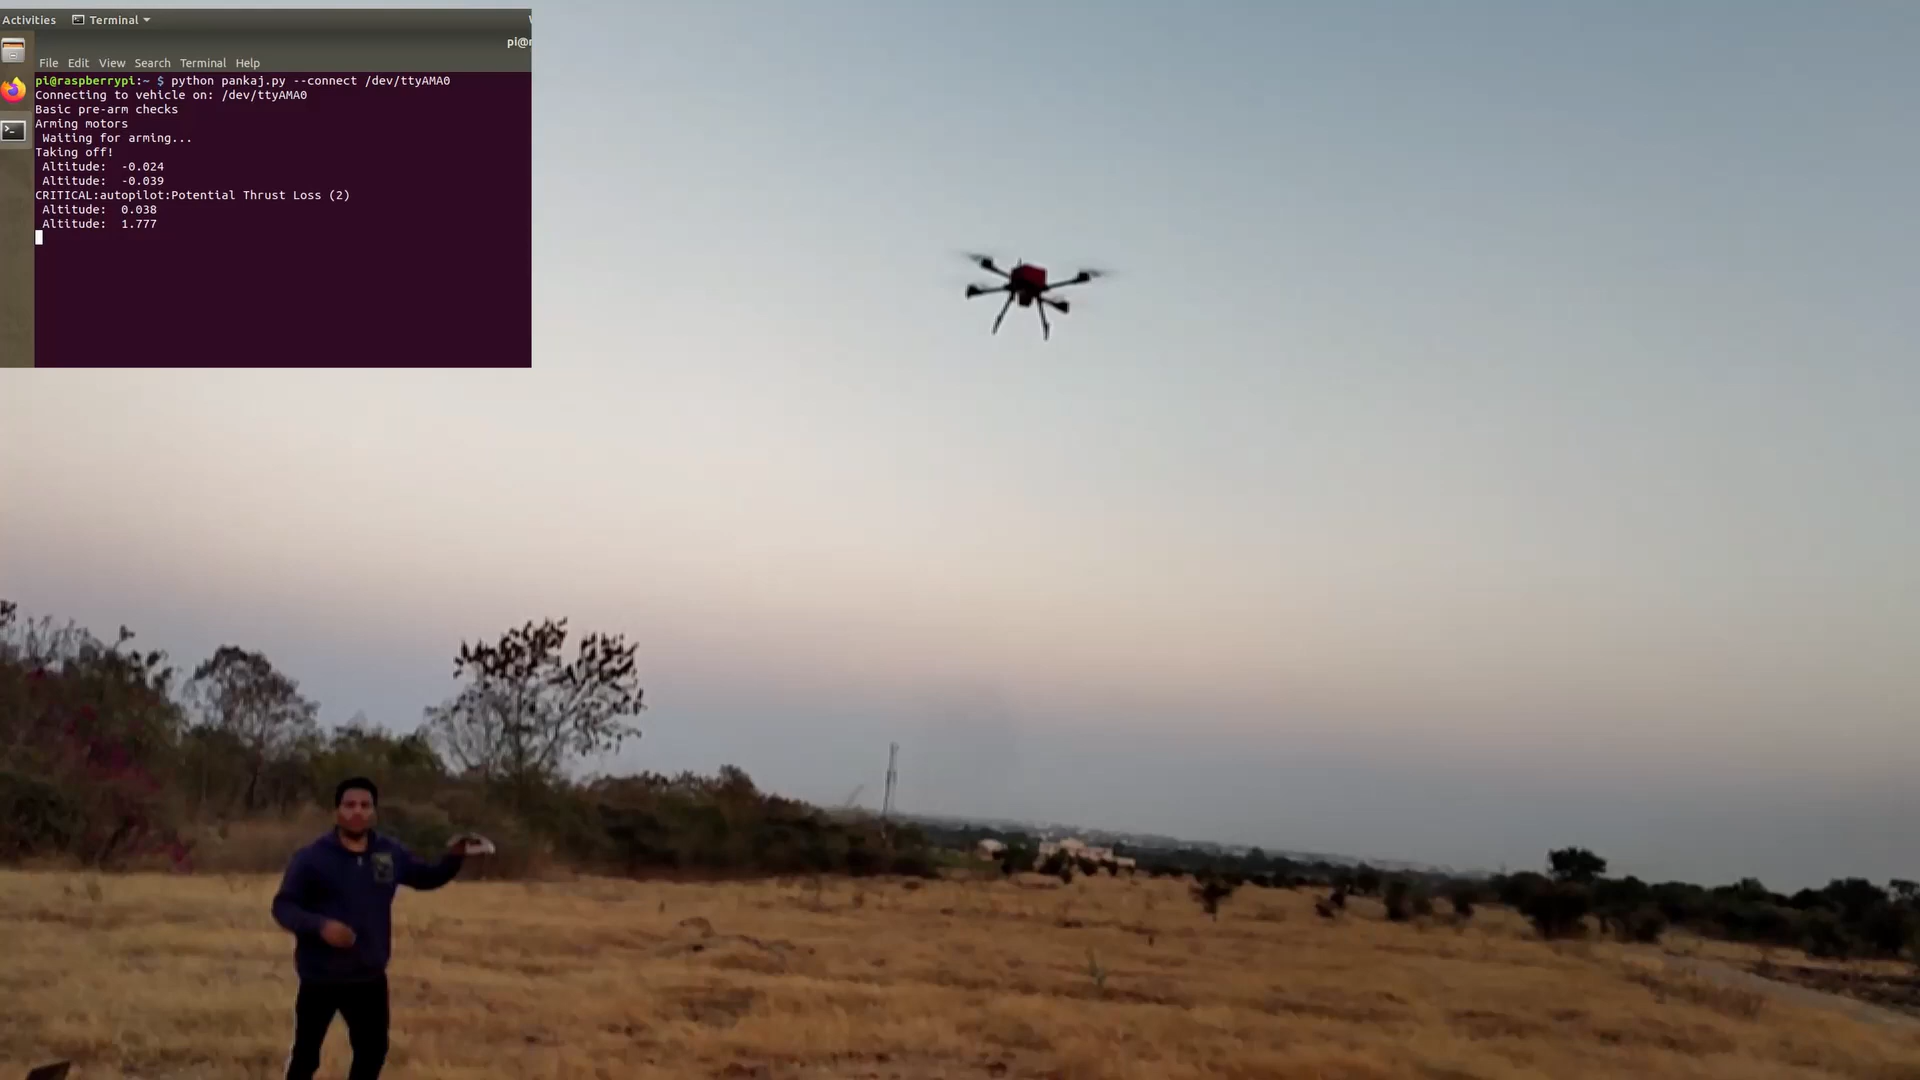 Activities Terminal
pi@r
File Edit View Search Terminal Help
pi@raspberrypi:~ $ python pankaj.py --connect /dev/ttyAMA0
Connecting to vehicle on: /dev/ttyAMA0
Basic pre-arm checks
Arming motors
Waiting for arming...
Taking off!
Altitude: -0.024
Altitude: -0.039
CRITICAL:autopilot:Potential Thrust Loss (2)
Altitude: 0.038
Altitude: 1.777